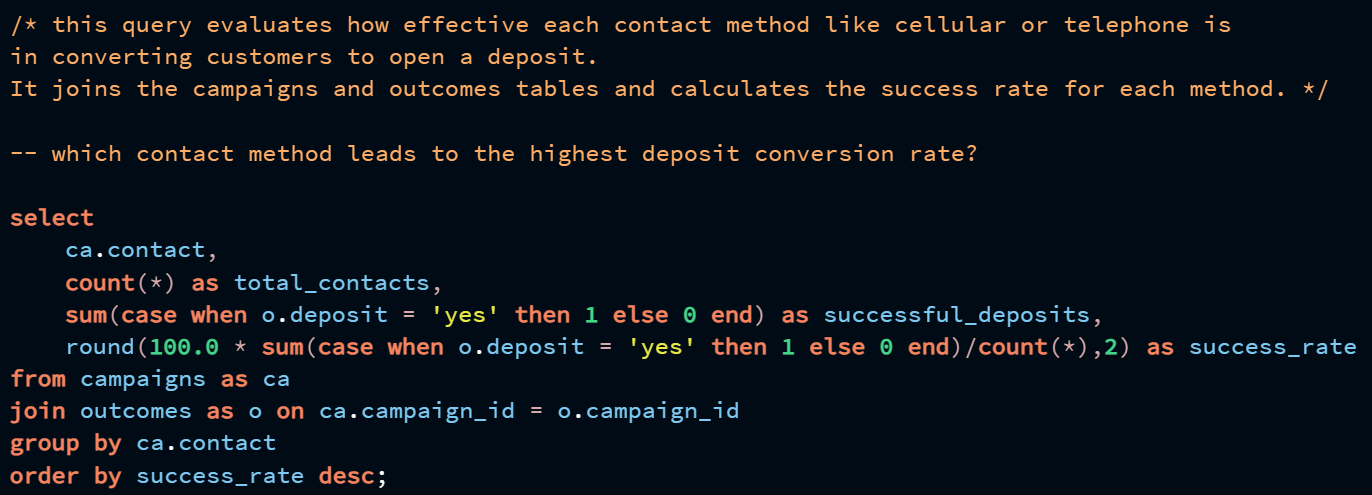 /* this query evaluates how effective each contact method like cellular or telephone is
in converting customers to open a deposit.
It joins the campaigns and outcomes tables and calculates the success rate for each method. */
-- which contact method leads to the highest deposit conversion rate?
select
    ca.contact,
    count(*) as total_contacts,
    sum(case when o.deposit = 'yes' then 1 else 0 end) as successful_deposits,
    round(100.0 * sum(case when o.deposit = 'yes' then 1 else 0 end)/count(*),2) as success_rate
from campaigns as ca
join outcomes as o on ca.campaign_id = o.campaign_id
group by ca.contact
order by success_rate desc;